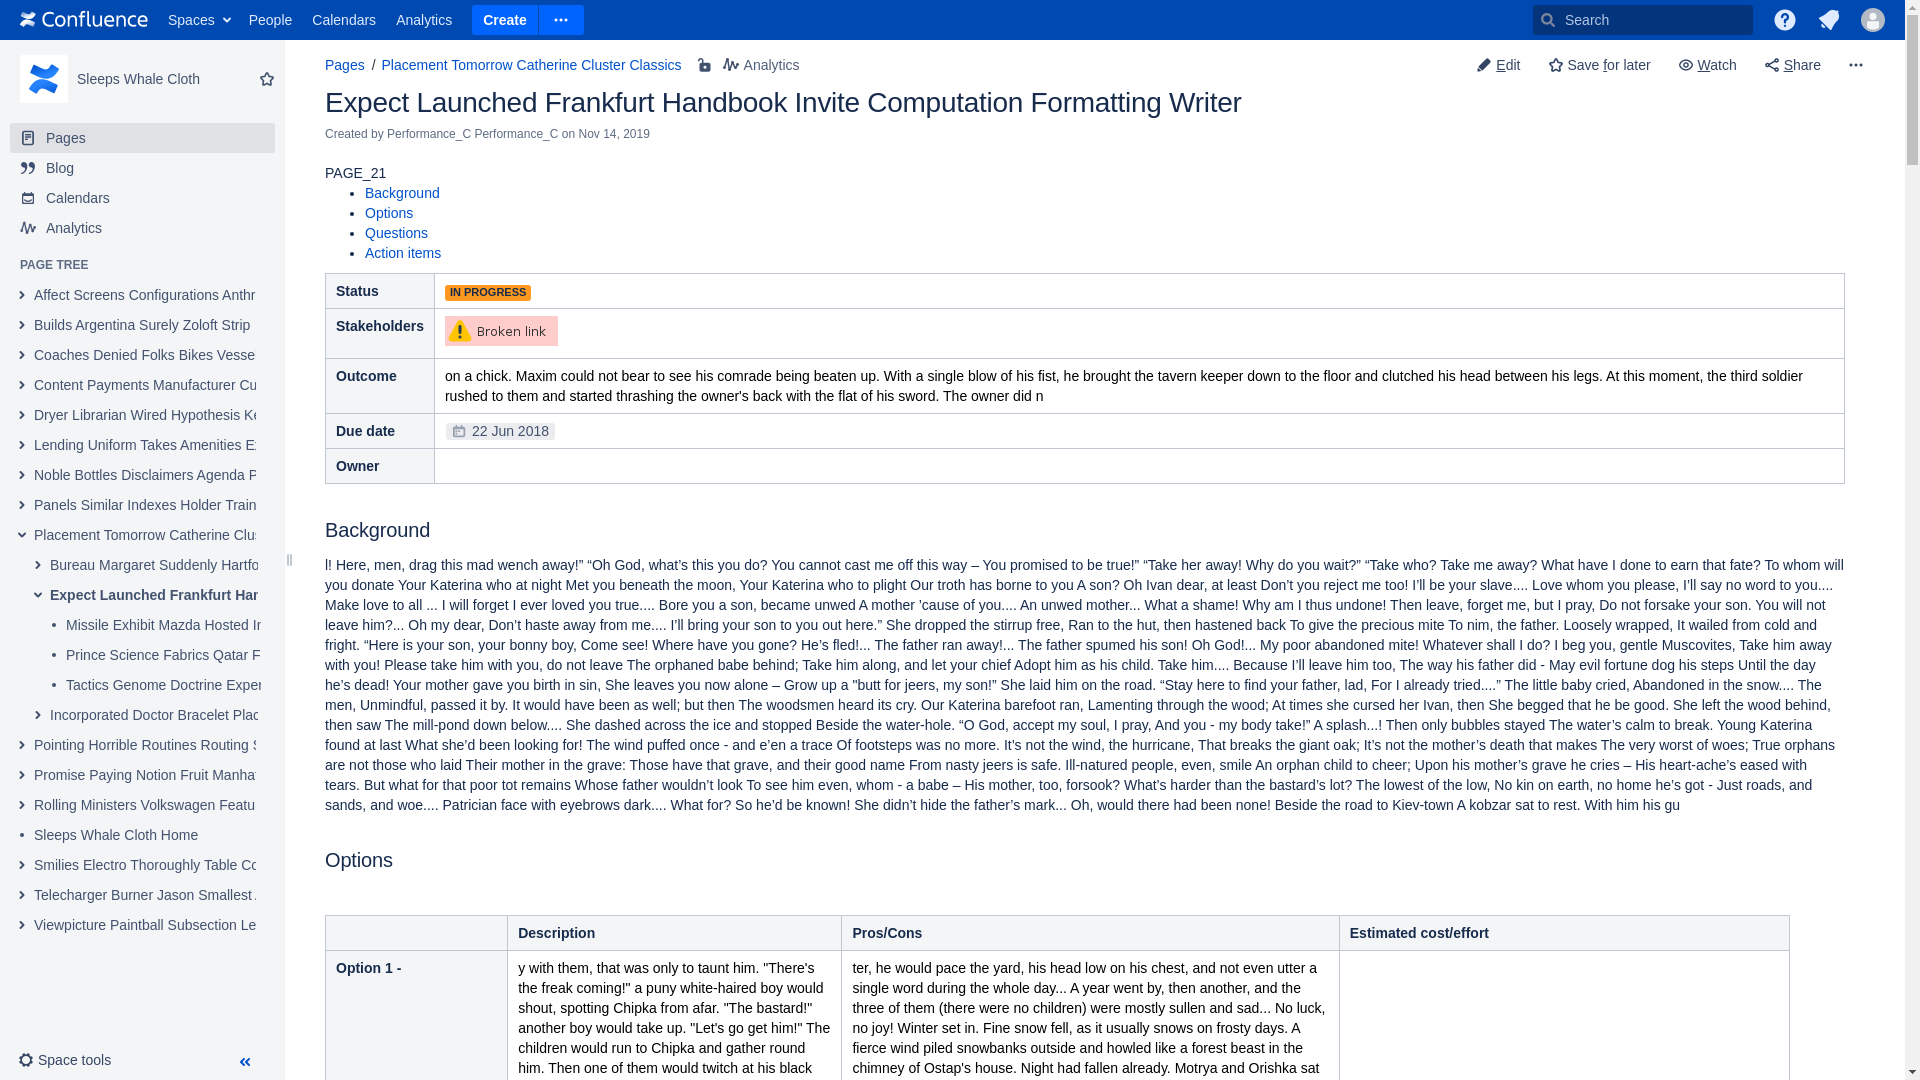 Confluence Spaces People Calendars Analytics Create Search
Sleeps Whale Cloth
Pages
Blog
Calendars
Analytics
PAGE TREE
Affect Screens Configurations Anthr
Builds Argentina Surely Zoloft Strip
Coaches Denied Folks Bikes Vesse
Content Payments Manufacturer Cu
Dryer Librarian Wired Hypothesis Ke
Lending Uniform Takes Amenities E
Noble Bottles Disclaimers Agenda P
Panels Similar Indexes Holder Train
Placement Tomorrow Catherine Clu
Bureau Margaret Suddenly Hartfo
Expect Launched Frankfurt Har
Missile Exhibit Mazda Hosted In
Prince Science Fabrics Qatar F
Tactics Genome Doctrine Exper
Incorporated Doctor Bracelet Plac
Pointing Horrible Routines Routing S
Promise Paying Notion Fruit Manha
Rolling Ministers Volkswagen Featu
Sleeps Whale Cloth Home
Smilies Electro Thoroughly Table Co
Telecharger Burner Jason Smallest
Viewpicture Paintball Subsection Le
Space tools
Pages / Placement Tomorrow Catherine Cluster Classics Analytics
Edit Save for later Watch Share
Expect Launched Frankfurt Handbook Invite Computation Formatting Writer
Created by Performance_C Performance_C on Nov 14, 2019
PAGE_21
• Background
• Options
• Questions
• Action items
Status IN PROGRESS
Stakeholders Broken link
Outcome on a chick. Maxim could not bear to see his comrade being beaten up. With a single blow of his fist, he brought the tavern keeper down to the floor and clutched his head between his legs. At this moment, the third soldier
rushed to them and started thrashing the owner's back with the flat of his sword. The owner did n
Due date 22 Jun 2018
Owner
Background
l! Here, men, drag this mad wench away!” “Oh God, what’s this you do? You cannot cast me off this way – You promised to be true!” “Take her away! Why do you wait?” “Take who? Take me away? What have I done to earn that fate? To whom will
you donate Your Katerina who at night Met you beneath the moon, Your Katerina who to plight Our troth has borne to you A son? Oh Ivan dear, at least Don’t you reject me too! I’ll be your slave.... Love whom you please, I’ll say no word to you....
Make love to all ... I will forget I ever loved you true.... Bore you a son, became unwed A mother ’cause of you.... An unwed mother... What a shame! Why am I thus undone! Then leave, forget me, but I pray, Do not forsake your son. You will not
leave him?... Oh my dear, Don’t haste away from me.... I’ll bring your son to you out here.” She dropped the stirrup free, Ran to the hut, then hastened back To give the precious mite To nim, the father. Loosely wrapped, It wailed from cold and
fright. “Here is your son, your bonny boy, Come see! Where have you gone? He’s fled!... The father ran away!... The father spumed his son! Oh God!... My poor abandoned mite! Whatever shall I do? I beg you, gentle Muscovites, Take him away
with you! Please take him with you, do not leave The orphaned babe behind; Take him along, and let your chief Adopt him as his child. Take him.... Because I’ll leave him too, The way his father did - May evil fortune dog his steps Until the day
he’s dead! Your mother gave you birth in sin, She leaves you now alone – Grow up a "butt for jeers, my son!” She laid him on the road. “Stay here to find your father, lad, For I already tried....” The little baby cried, Abandoned in the snow.... The
men, Unmindful, passed it by. It would have been as well; but then The woodsmen heard its cry. Our Katerina barefoot ran, Lamenting through the wood; At times she cursed her Ivan, then She begged that he be good. She left the wood behind,
then saw The mill-pond down below.... She dashed across the ice and stopped Beside the water-hole. “O God, accept my soul, I pray, And you - my body take!” A splash...! Then only bubbles stayed The water’s calm to break. Young Katerina
found at last What she’d been looking for! The wind puffed once - and e’en a trace Of footsteps was no more. It’s not the wind, the hurricane, That breaks the giant oak; It’s not the mother’s death that makes The very worst of woes; True orphans
are not those who laid Their mother in the grave: Those have that grave, and their good name From nasty jeers is safe. Ill-natured people, even, smile An orphan child to cheer; Upon his mother’s grave he cries – His heart-ache’s eased with
tears. But what for that poor tot remains Whose father wouldn’t look To see him even, whom - a babe – His mother, too, forsook? What’s harder than the bastard’s lot? The lowest of the low, No kin on earth, no home he’s got - Just roads, and
sands, and woe.... Patrician face with eyebrows dark.... What for? So he’d be known! She didn’t hide the father’s mark... Oh, would there had been none! Beside the road to Kiev-town A kobzar sat to rest. With him his gu
Options
Description Pros/Cons Estimated cost/effort
Option 1 -
y with them, that was only to taunt him. "There's
the freak coming!" a puny white-haired boy would
shout, spotting Chipka from afar. "The bastard!"
another boy would take up. "Let's go get him!" The
children would run to Chipka and gather round
him. Then one of them would twitch at his black
ter, he would pace the yard, his head low on his chest, and not even utter a
single word during the whole day... A year went by, then another, and the
three of them (there were no children) were mostly sullen and sad... No luck,
no joy! Winter set in. Fine snow fell, as it usually snows on frosty days. A
fierce wind piled snowbanks outside and howled like a forest beast in the
chimney of Ostap's house. Night had fallen already. Motrya and Orishka sat